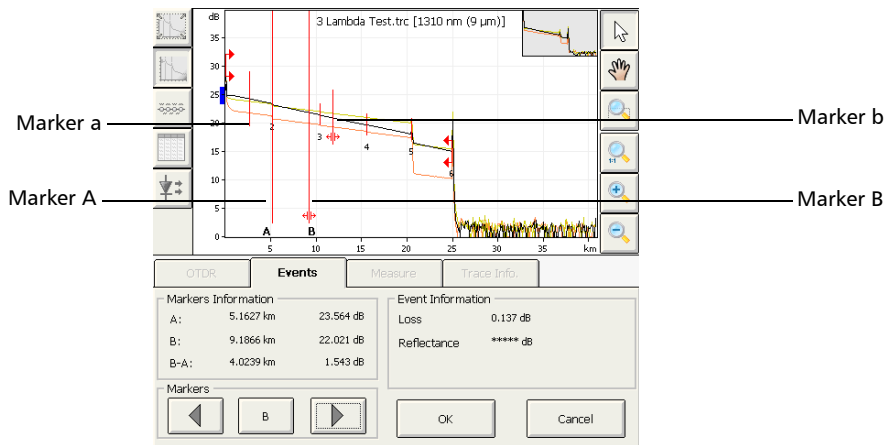 dB
3 Lambda Test.trc [1310 nm (9 µm)]
35
30
25
20
15
10
5
0
Marker a
Marker b
Marker A
Marker B
2
3
4
5
6
A
B
5
10
15
20
25
30
35
km
1:1
OTDR
Events
Measure
Trace Info.
Markers Information
A: 5.1627 km 23.564 dB
B: 9.1866 km 22.021 dB
B-A: 4.0239 km 1.543 dB
Event Information
Loss 0.137 dB
Reflectance ***** dB
Markers
B
OK
Cancel